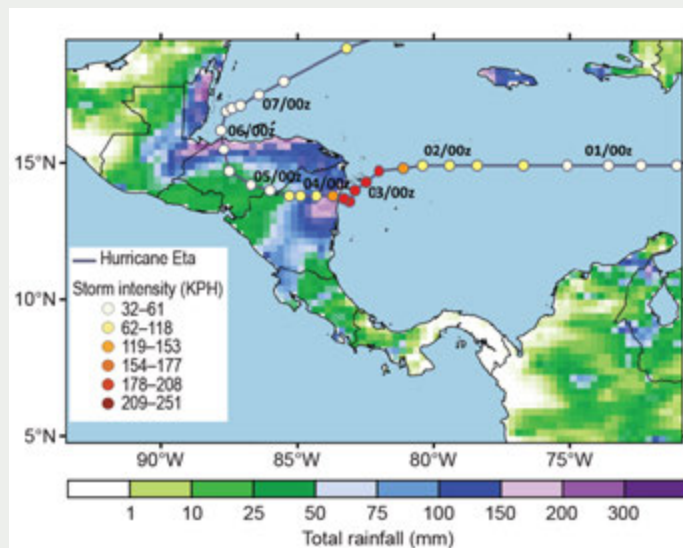 07/00z
06/00z
15°N
02/00z
01/00z
05/00z
04/00z
03/00z
Hurricane Eta
Storm intensity (KPH)
32–61
62–118
119–153
154–177
178–208
209–251
10°N
5°N
90°W 85°W 80°W 75°W
1 10 25 50 75 100 150 200 300
Total rainfall (mm)